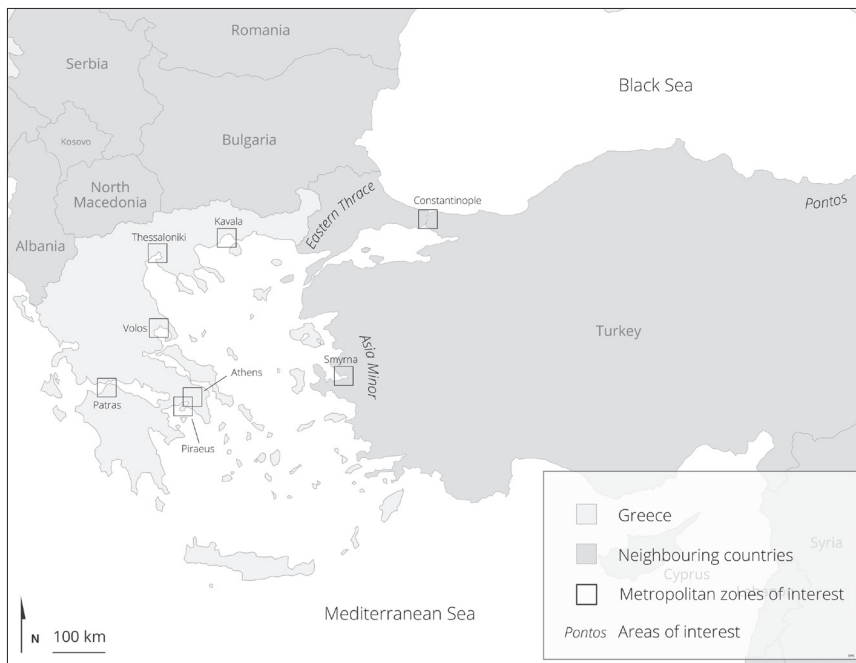 Romania
Serbia
Black Sea
Kosovo
Bulgaria
North
Macedonia
Eastern Thrace
Constantinople
Pontos
Kavala
Thessaloniki
Albania
Volos
Turkey
Asia Minor
Smyrna
Athens
Patras
Piraeus
Greece
Syria
Neighbouring countries
Cyprus
Metropolitan zones of interest
Pontos Areas of interest
Mediterranean Sea
N 100 km